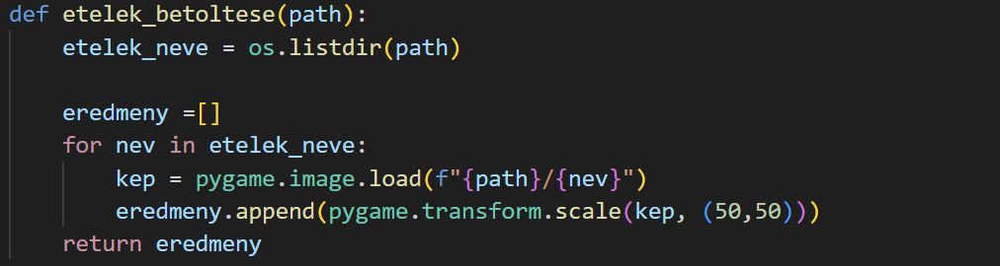 def etelek_betoltese(path):
    etelek_neve = os.listdir(path)

    eredmeny =[]
    for nev in etelek_neve:
        kep = pygame.image.load(f"{path}/{nev}")
        eredmeny.append(pygame.transform.scale(kep, (50,50)))
    return eredmeny